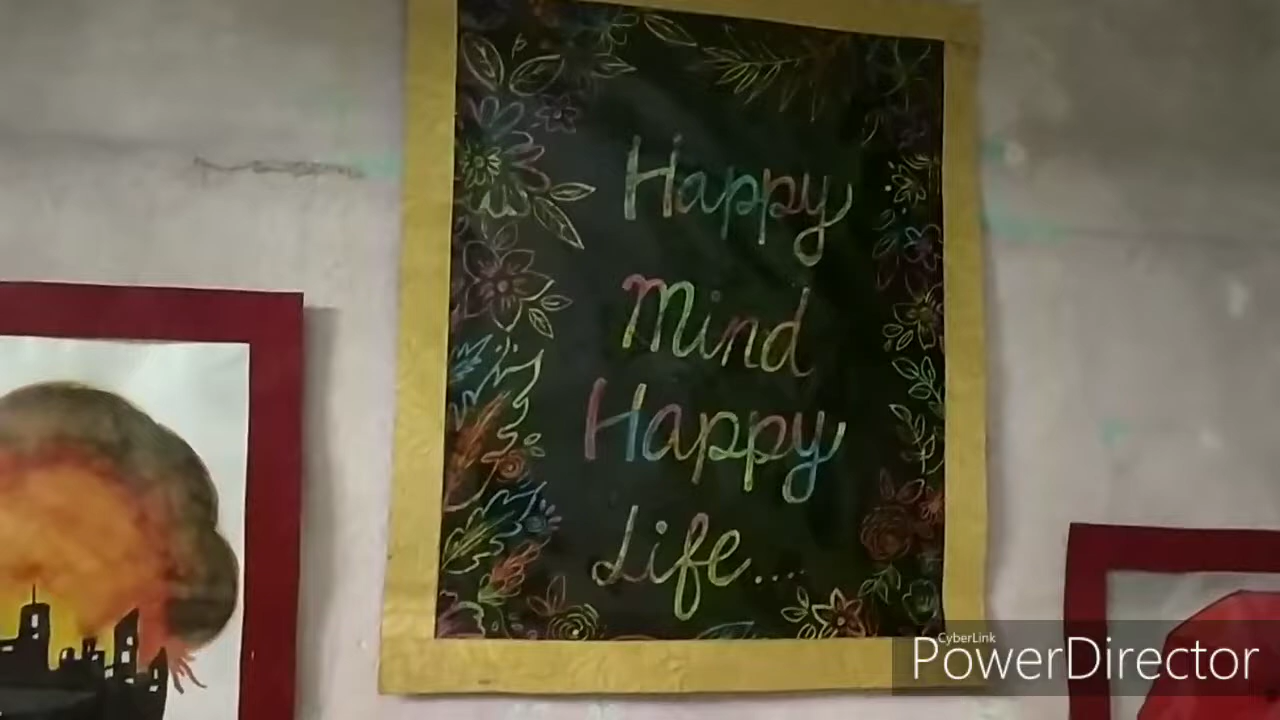 Happy
Mind
Happy
Life....
CyberLink
PowerDirector